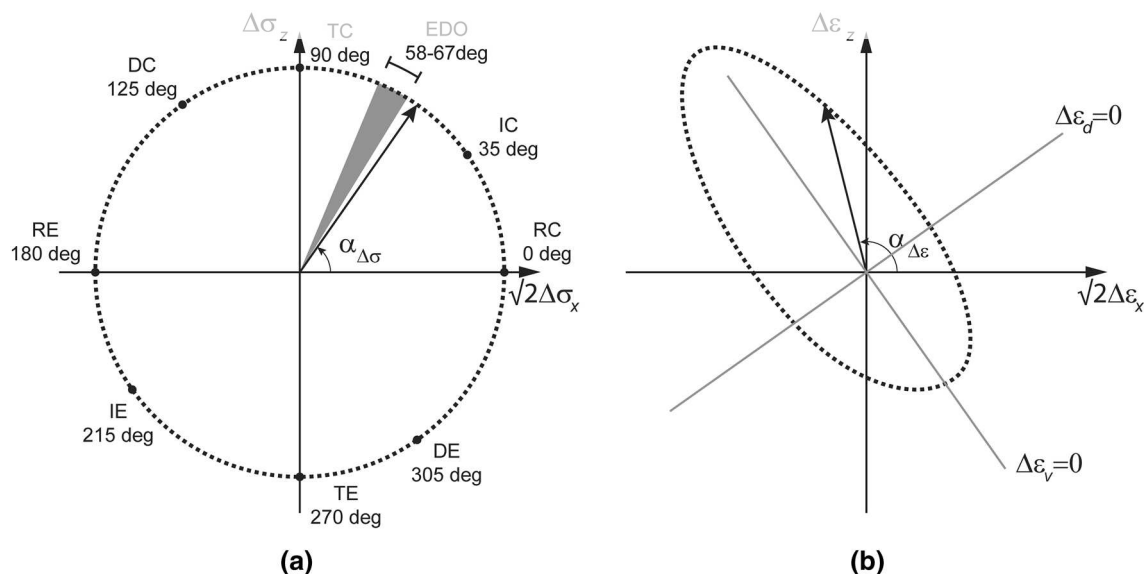 Δσz
TC
90 deg
EDO
58-67deg
DC
125 deg
IC
35 deg
RE
180 deg
αΔσ
RC
0 deg
√2Δσx
IE
215 deg
DE
305 deg
TE
270 deg
(a)
Δεz
Δεd=0
αΔε
√2Δεx
Δεv=0
(b)